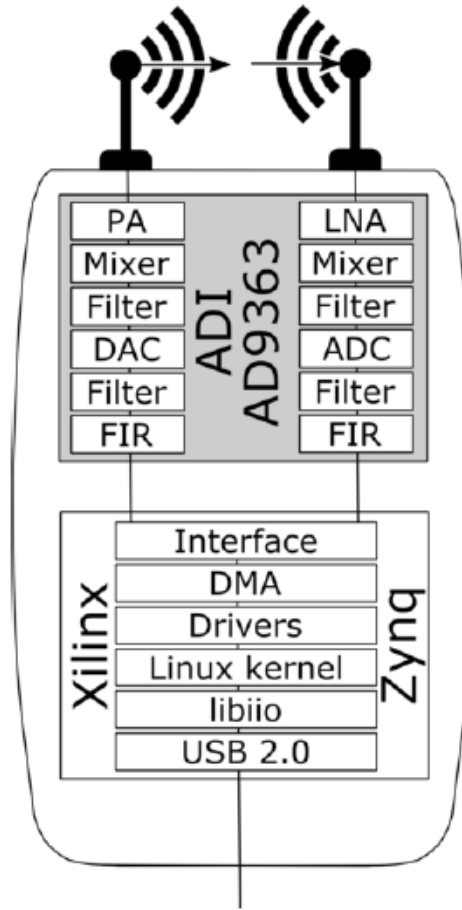 PA
Mixer
Filter
DAC
Filter
FIR
ADI
AD9363
LNA
Mixer
Filter
ADC
Filter
FIR
Xilinx
Interface
DMA
Drivers
Linux kernel
libiio
USB 2.0
Zynq